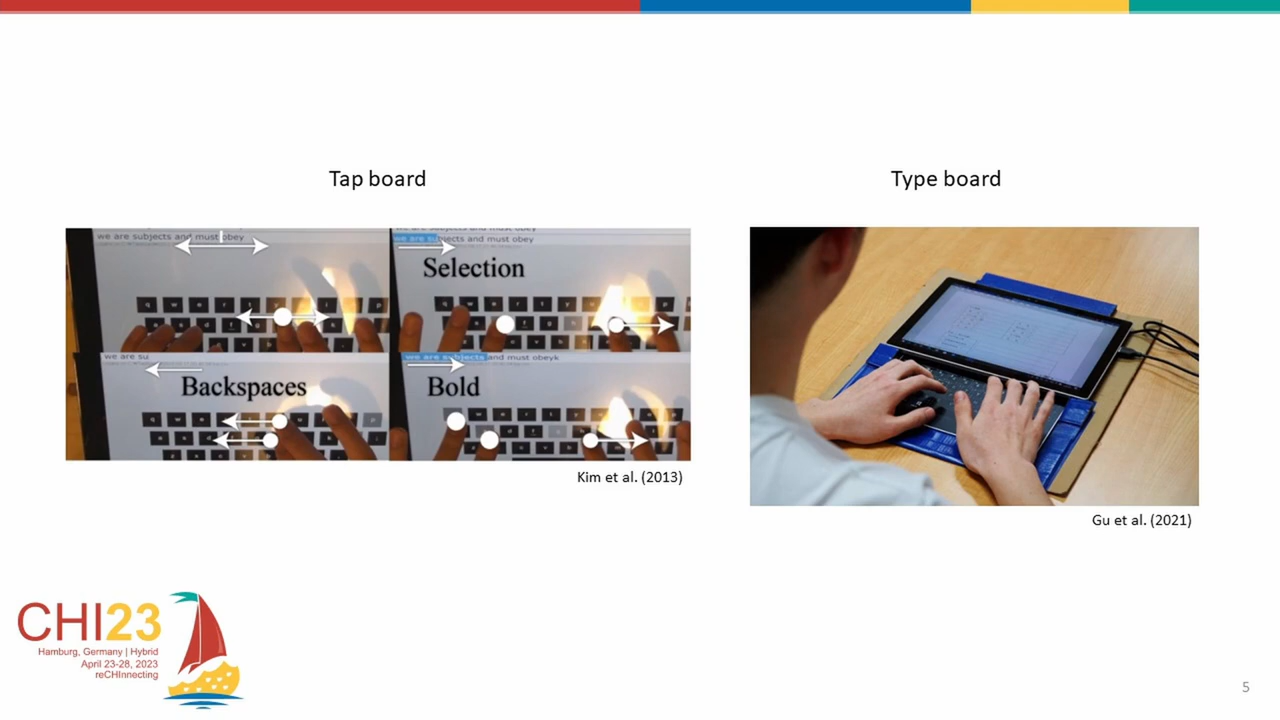 Tap board
Type board
we are subjects and must obey
we are subjects and must obey
Selection
we are su
Backspaces
we are subjects and must obeyk
Bold
Kim et al. (2013)
Gu et al. (2021)
CHI23
Hamburg, Germany | Hybrid
April 23-28, 2023
reCHInnecting
5